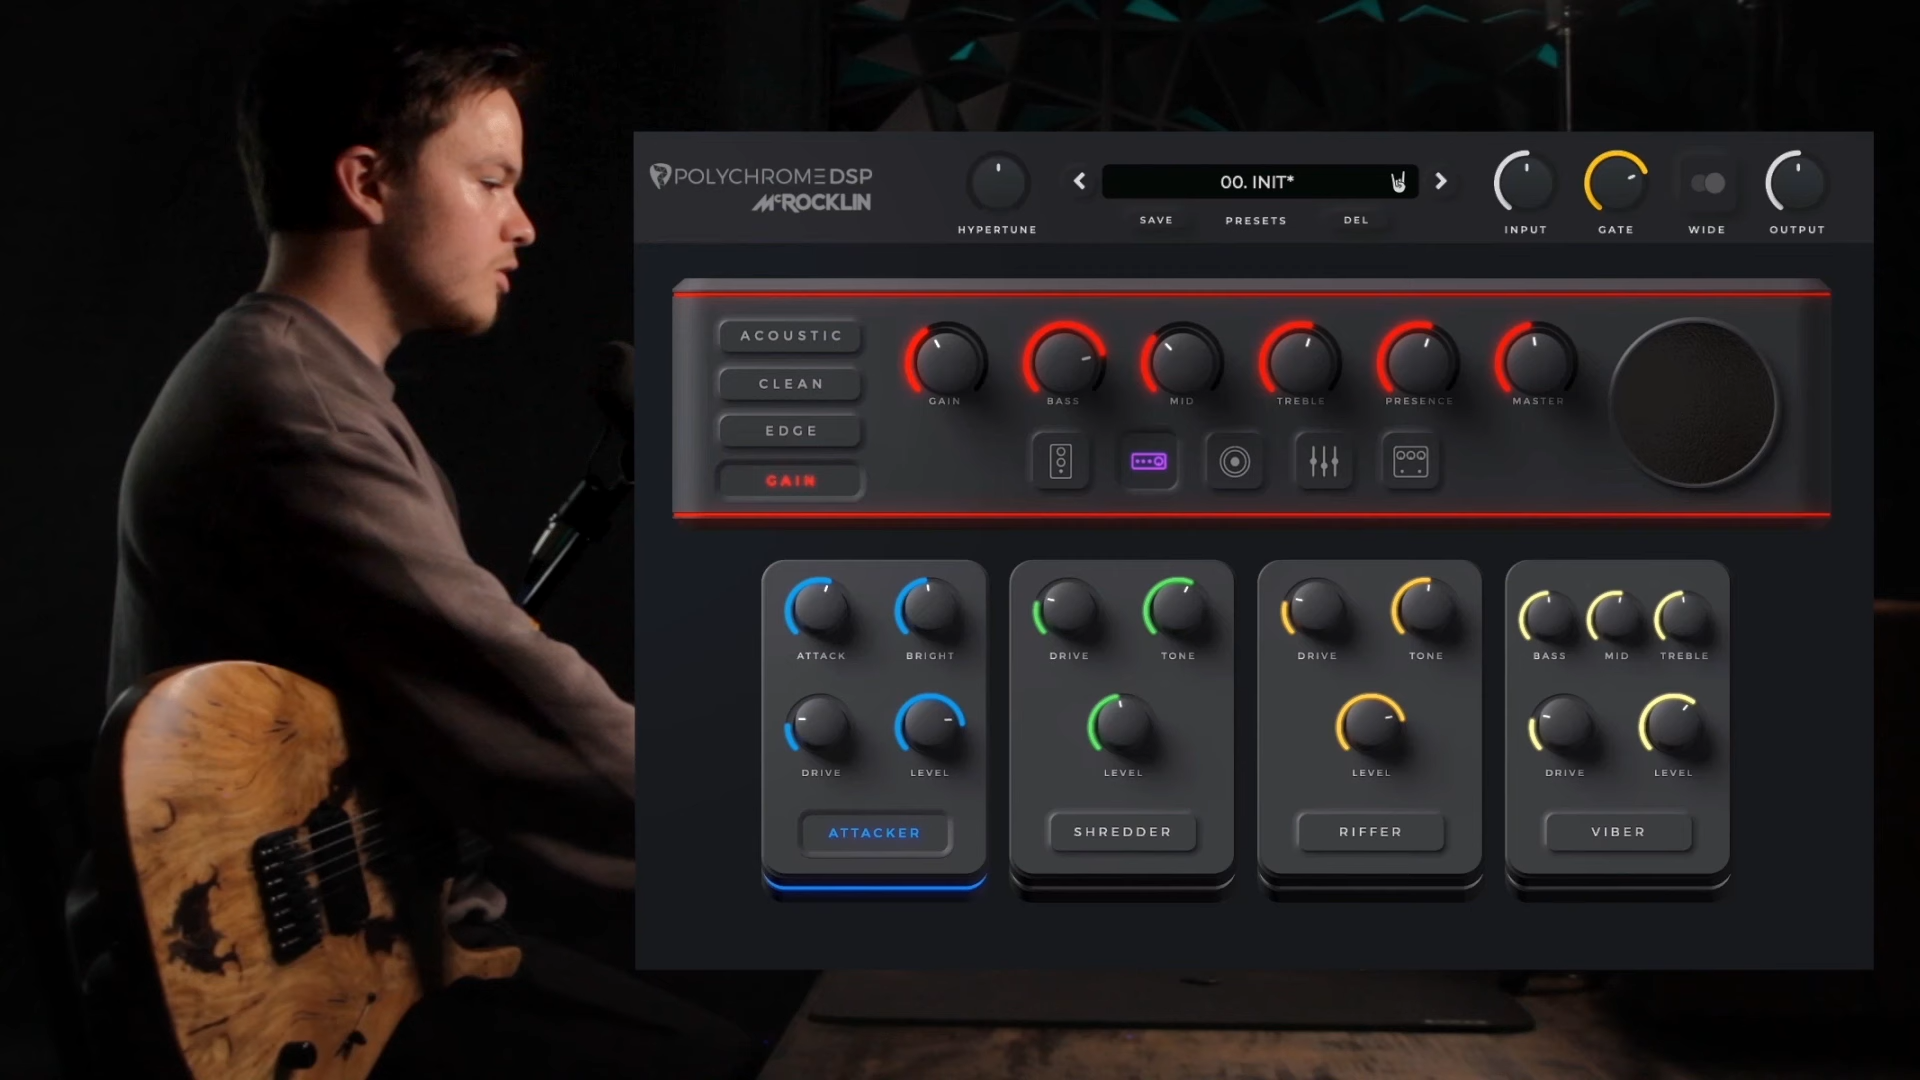 POLYCHROME DSP
McROCKLIN
HYPERTUNE
00. INIT*
SAVE
PRESETS
DEL
INPUT
GATE
WIDE
OUTPUT
ACOUSTIC
CLEAN
EDGE
GAIN
GAIN
BASS
MID
TREBLE
PRESENCE
MASTER
ATTACK
BRIGHT
DRIVE
LEVEL
ATTACKER
DRIVE
TONE
LEVEL
SHREDDER
DRIVE
TONE
LEVEL
RIFFER
BASS
MID
TREBLE
DRIVE
LEVEL
VIBER